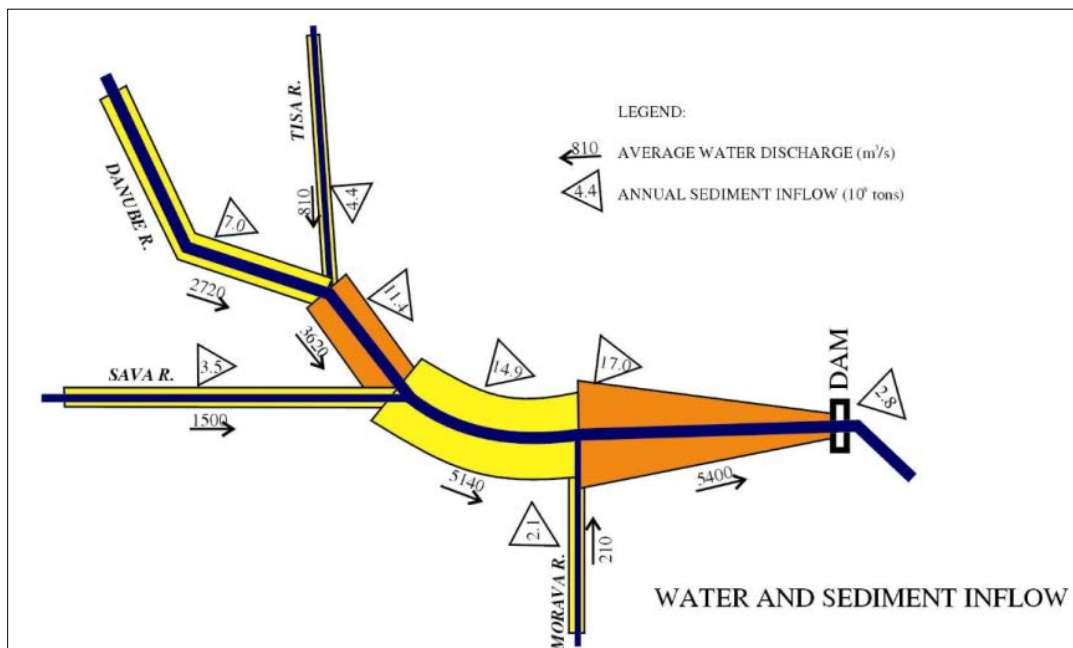 TISA R.
LEGEND:
810
AVERAGE WATER DISCHARGE (m³/s)
4.4
ANNUAL SEDIMENT INFLOW (10⁶ tons)
DANUBE R.
7.0
810
4.4
2720
11.4
3620
SAVA R.
3.5
1500
14.9
17.0
DAM
2.8
5140
5400
2.1
210
MORAVA R.
WATER AND SEDIMENT INFLOW